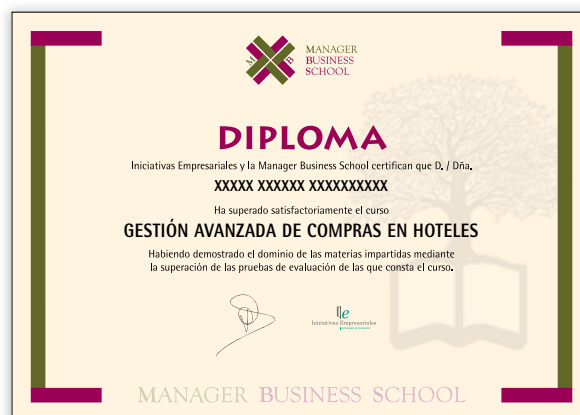 M B
MANAGER
BUSINESS
SCHOOL
DIPLOMA
Iniciativas Empresariales y la Manager Business School certifican que D. / Dña.
XXXXX XXXXXX XXXXXXXXXX
Ha superado satisfactoriamente el curso
GESTIÓN AVANZADA DE COMPRAS EN HOTELES
Habiendo demostrado el dominio de las materias impartidas mediante
la superación de las pruebas de evaluación de las que consta el curso.
Iniciativas Empresariales
MANAGER BUSINESS SCHOOL